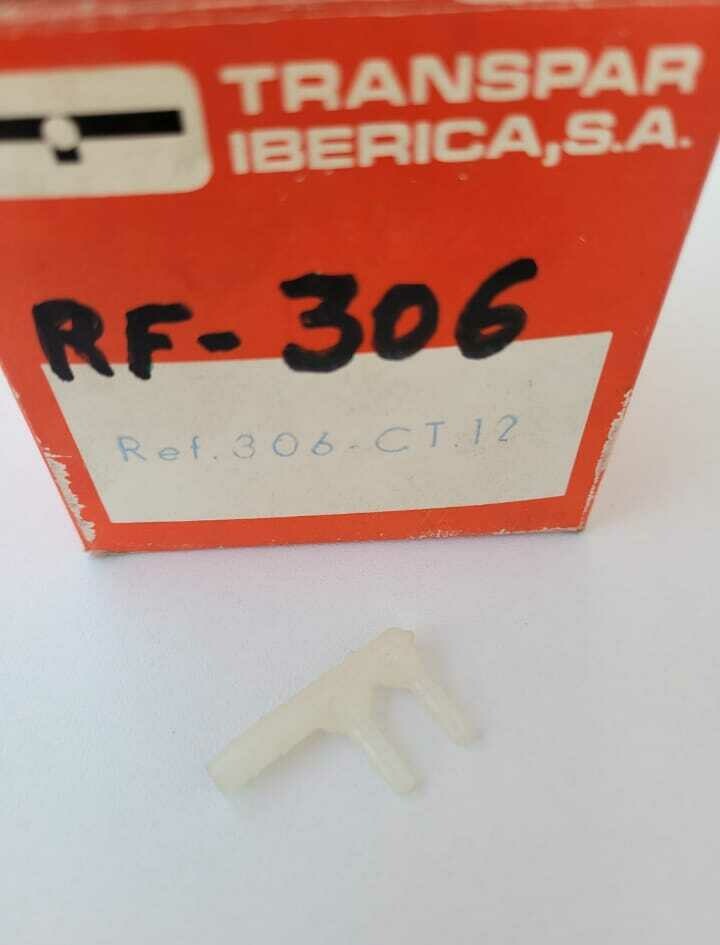 TRANSPAR
IBERICA,S.A.
RF-306
Ref.306-CT.12